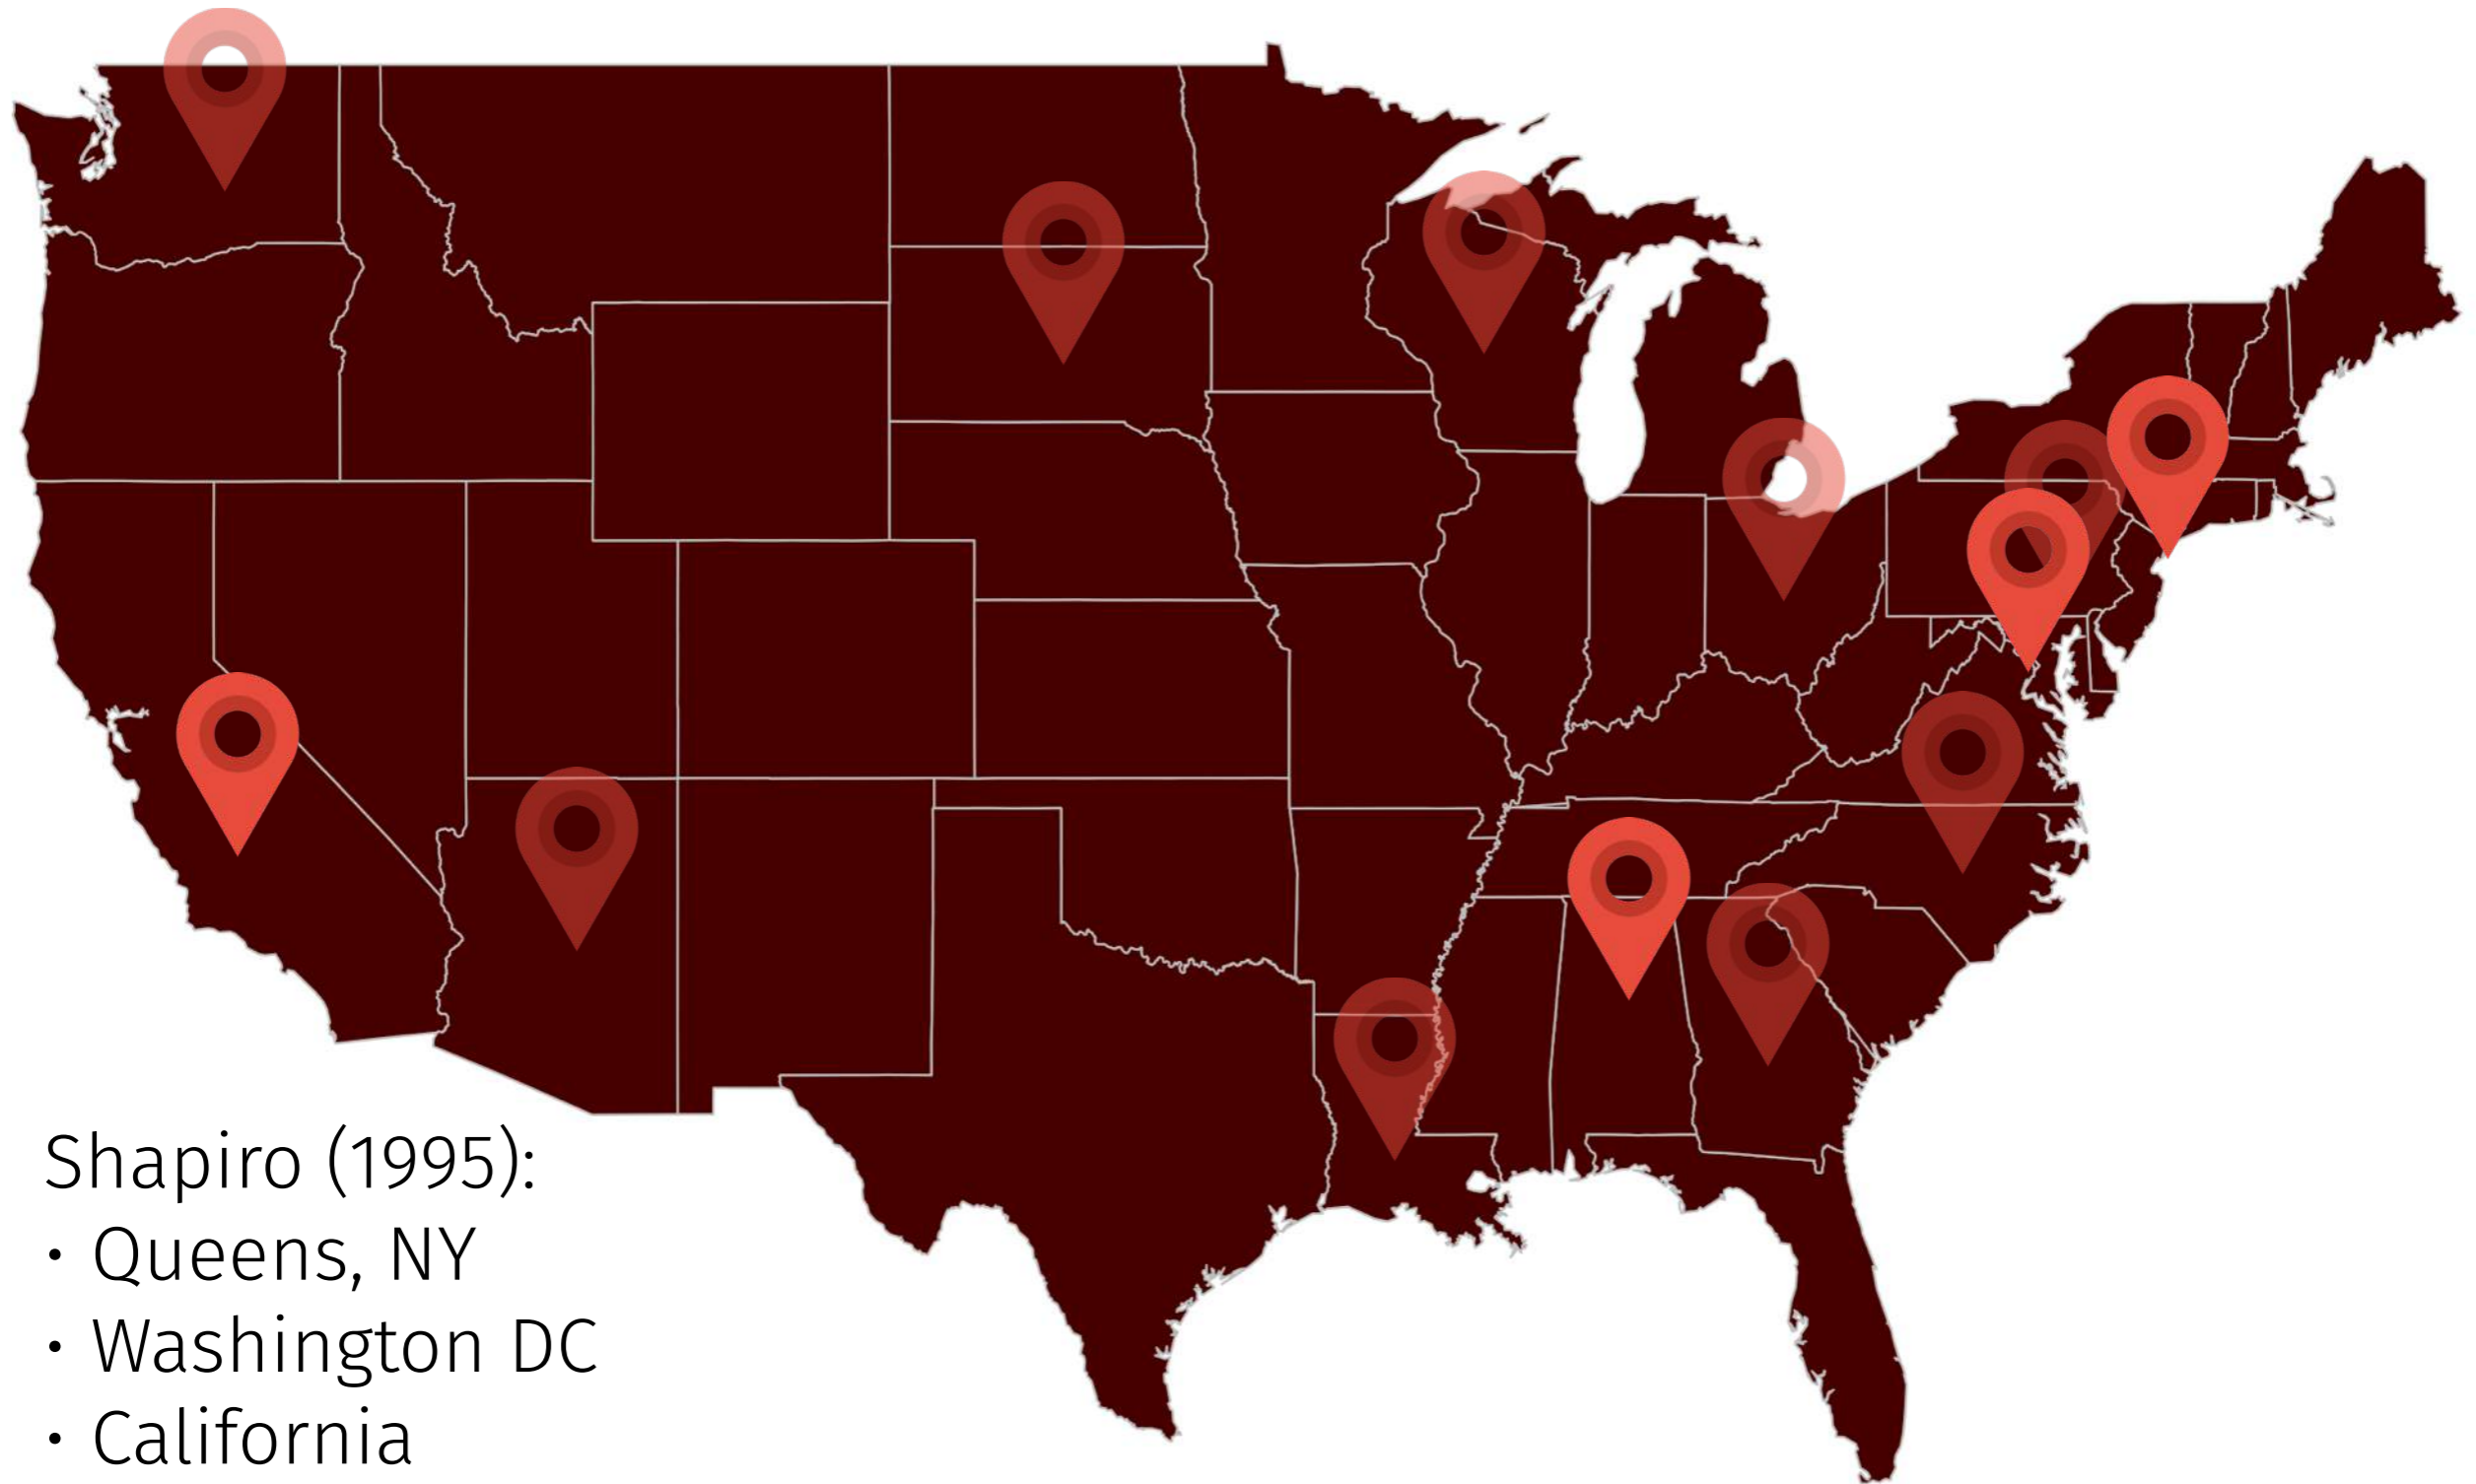 Shapiro (1995):
• Queens, NY
• Washington DC
• California